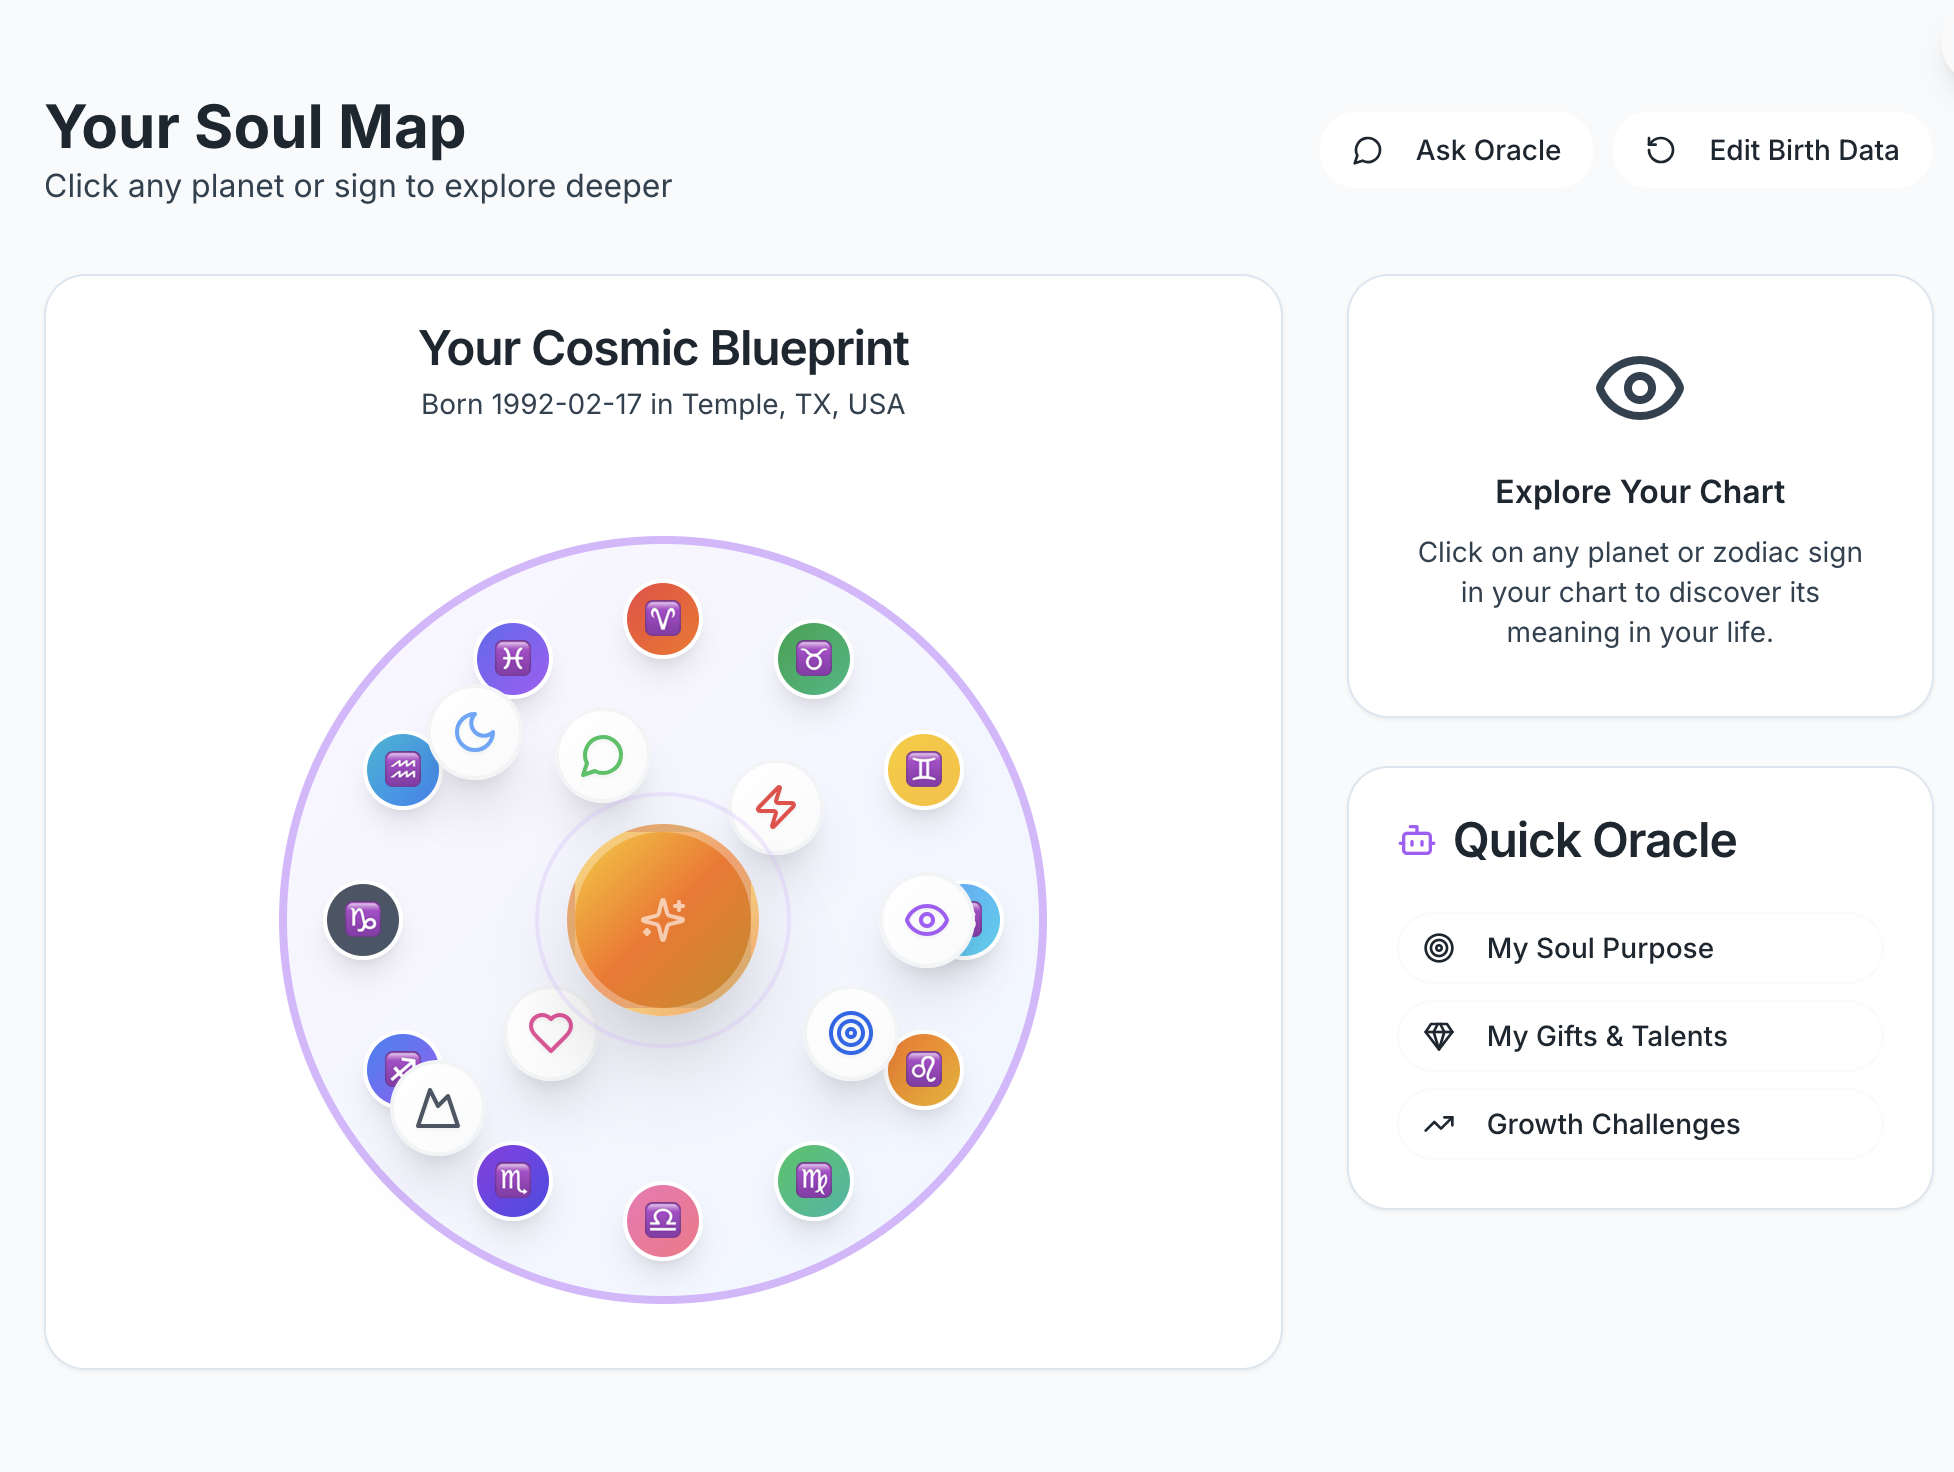 Your Soul Map
Click any planet or sign to explore deeper
Ask Oracle
Edit Birth Data
Your Cosmic Blueprint
Born 1992-02-17 in Temple, TX, USA
♈
♓
♉
♒
♊
♑
♐
♌
♏
♍
♎
Explore Your Chart
Click on any planet or zodiac sign
in your chart to discover its
meaning in your life.
Quick Oracle
My Soul Purpose
My Gifts & Talents
Growth Challenges